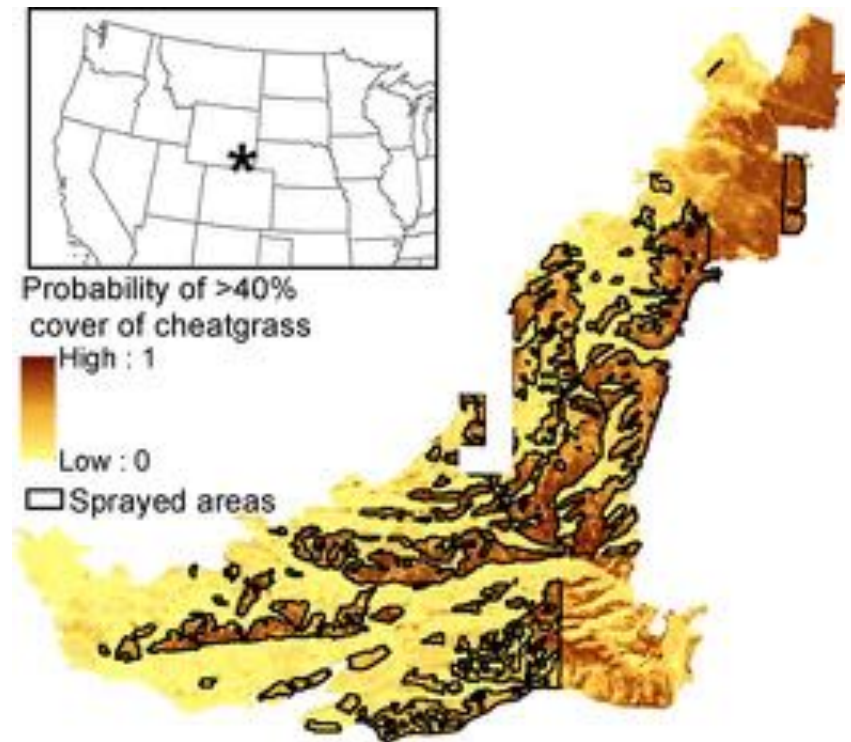 Probability of >40%
cover of cheatgrass
High : 1
Low : 0
Sprayed areas